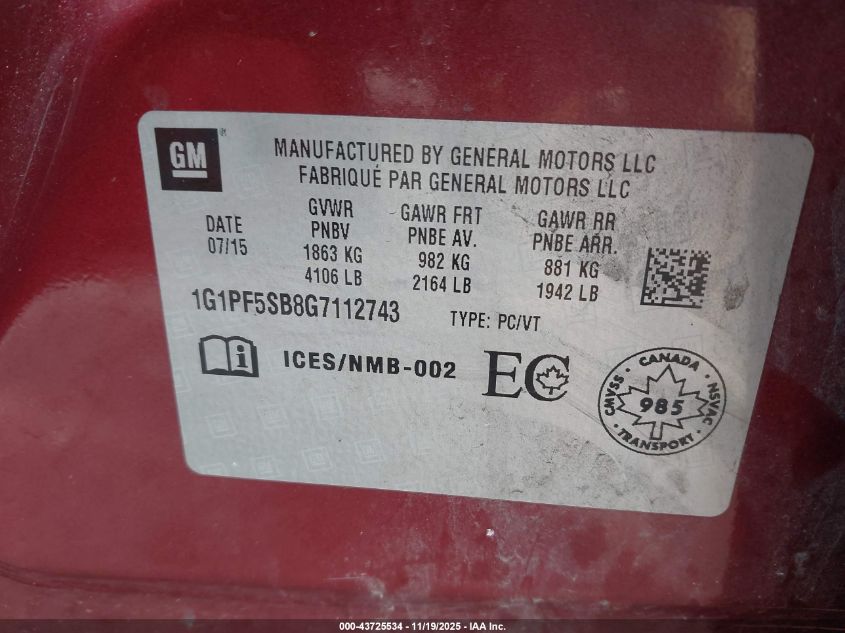 GM
MANUFACTURED BY GENERAL MOTORS LLC
FABRIQUÉ PAR GENERAL MOTORS LLC
DATE
07/15
GVWR
PNBV
1863 KG
4106 LB
GAWR FRT
PNBE AV.
982 KG
2164 LB
GAWR RR
PNBE ARR.
881 KG
1942 LB
1G1PF5SB8G7112743
TYPE: PC/VT
i
ICES/NMB-002
EC
CANADA
CMVSS
985
NSVAC
TRANSPORT
000-43725534 - 11/19/2025 - IAA Inc.